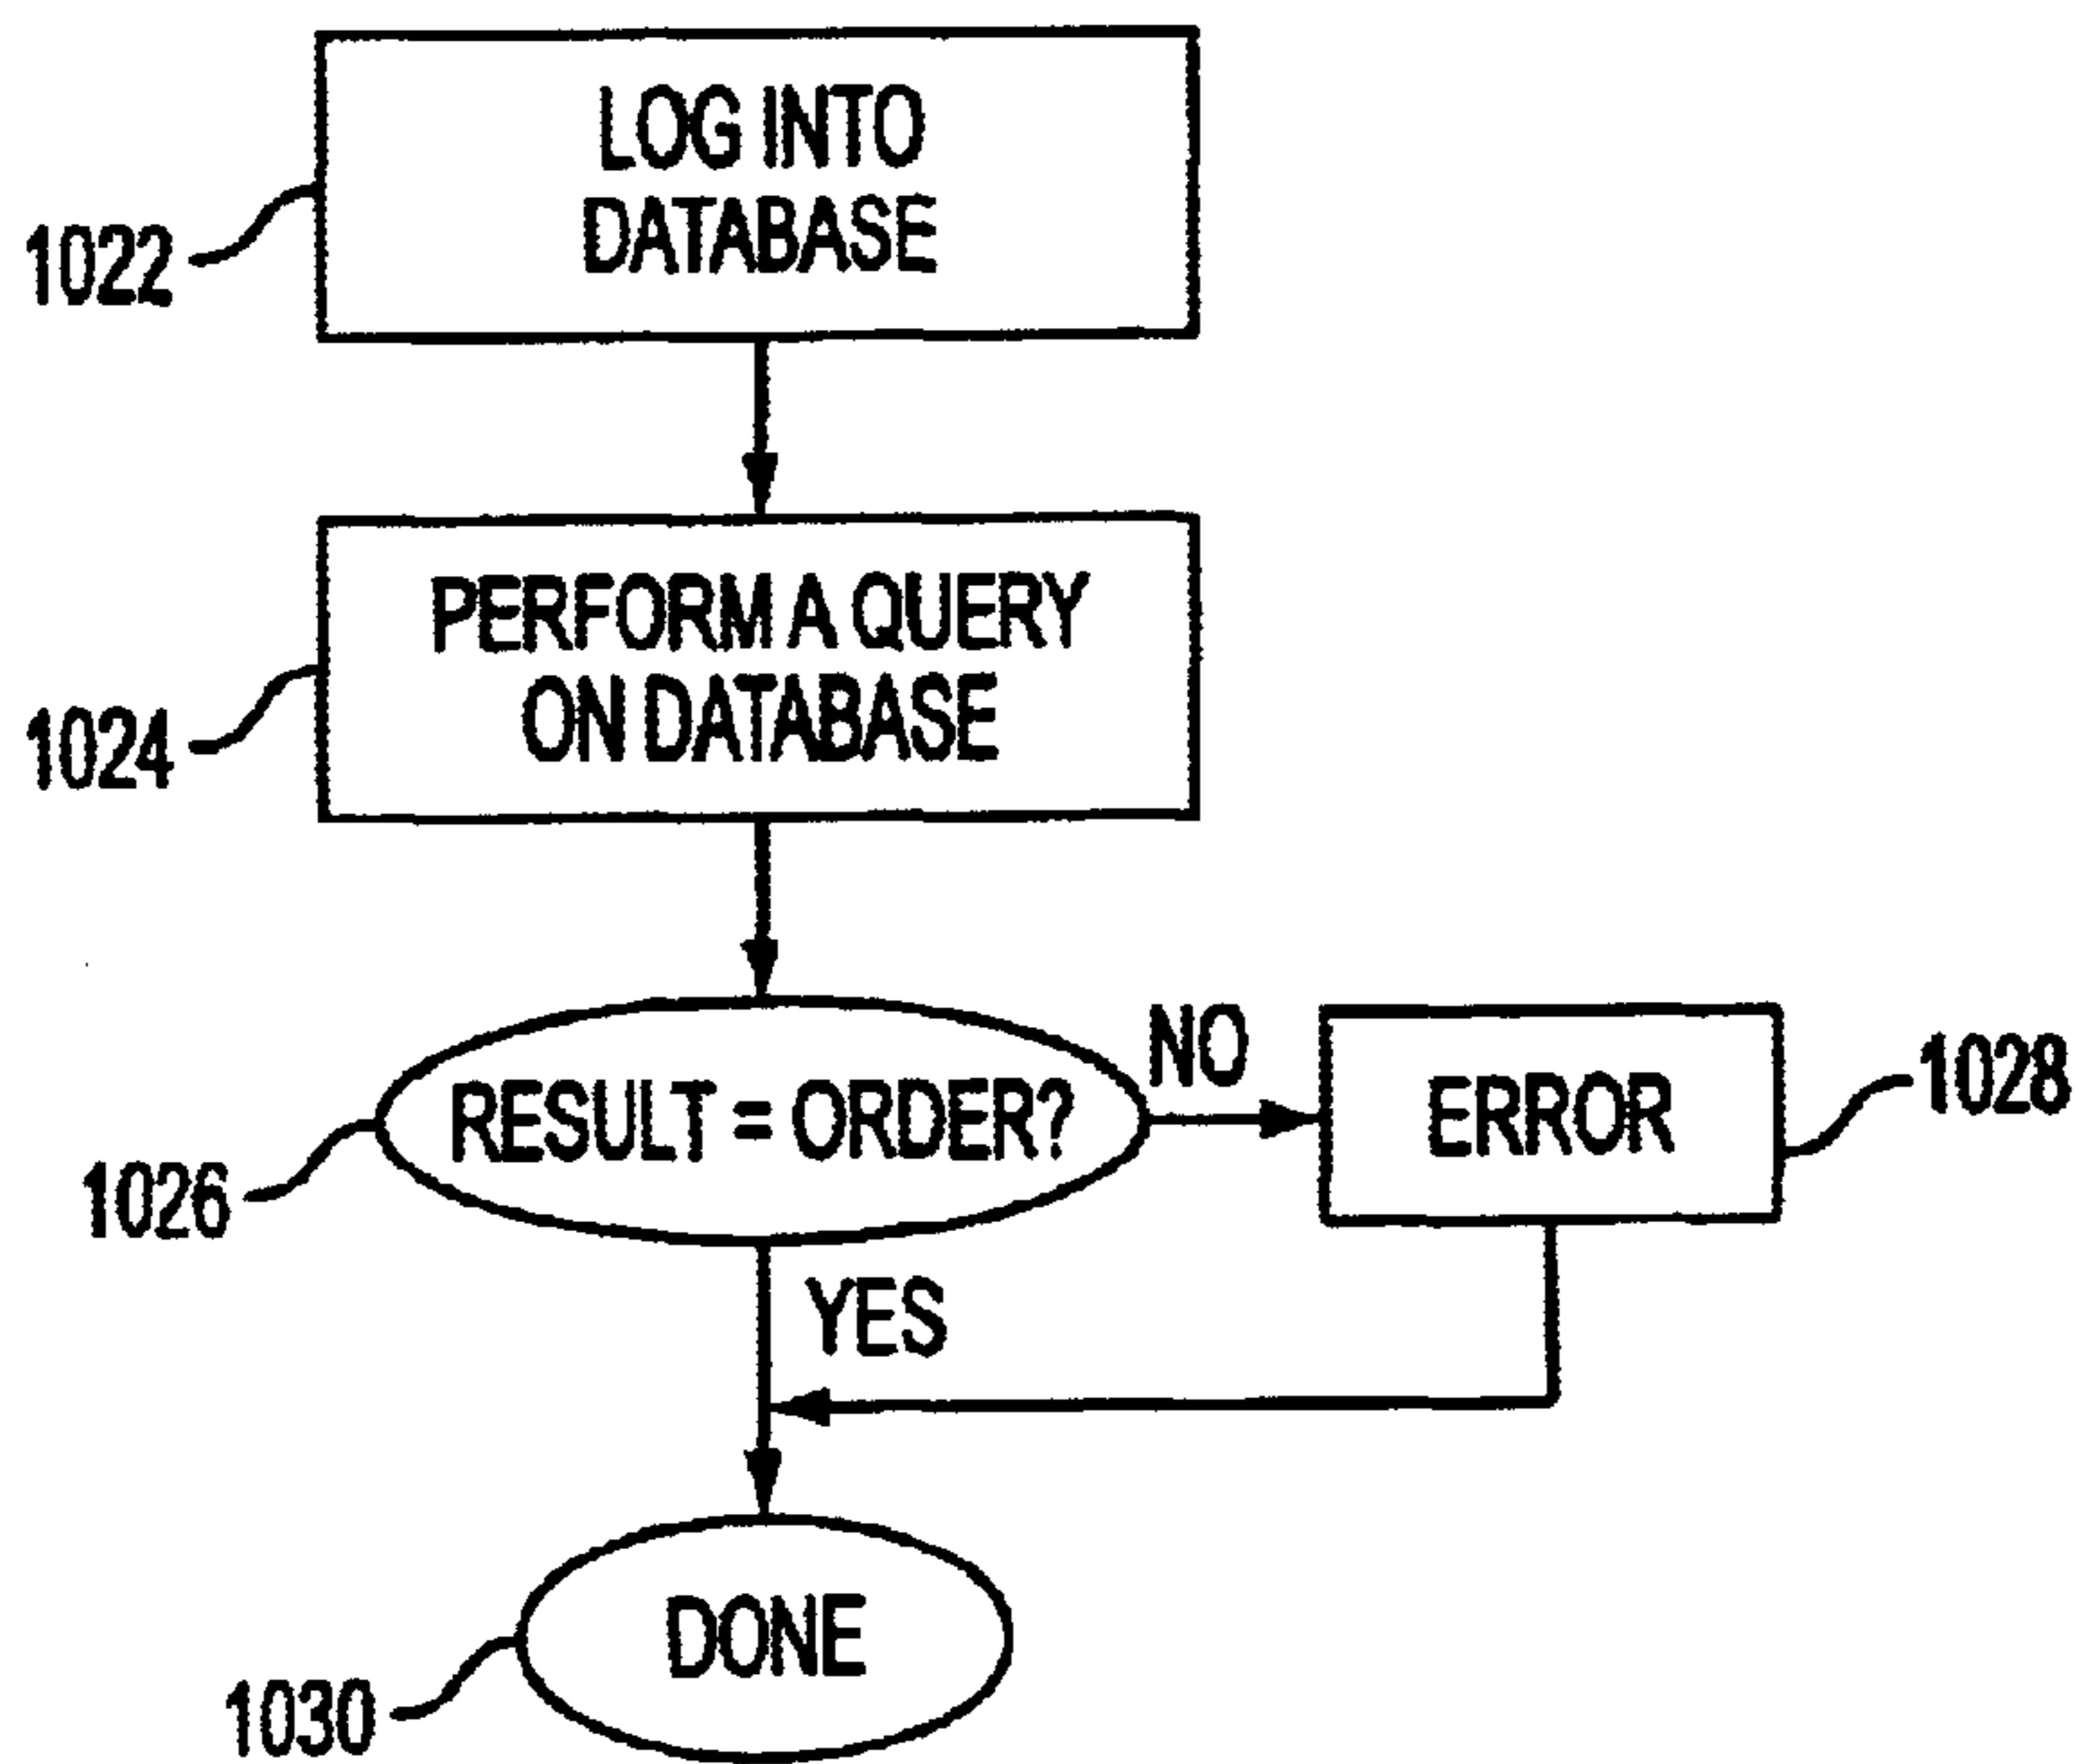 LOG INTO
DATABASE
1022
PERFORM A QUERY
ON DATABASE
1024
RESULT = ORDER?
NO
ERROR
1028
1026
YES
DONE
1030